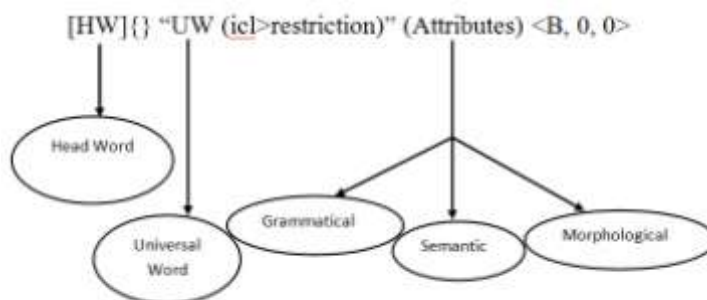 [HW]{} “UW (icl>restriction)” (Attributes) <B, 0, 0>
Head Word
Universal
Word
Grammatical
Semantic
Morphological